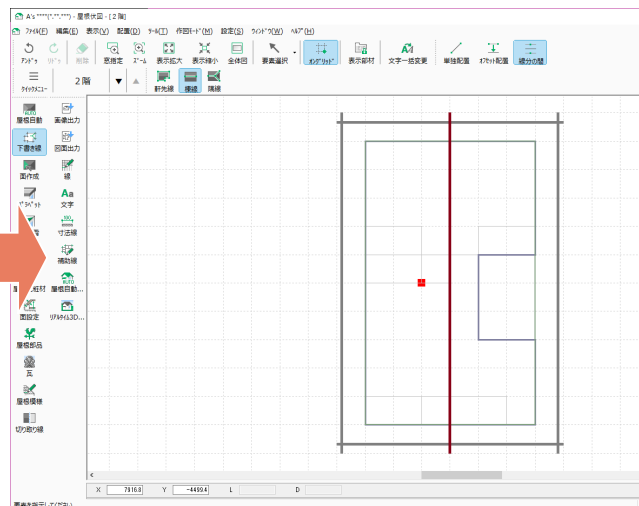 A's ****(*.**.***) - 屋根伏図 - [2 階]
ファイル(F) 編集(E) 表示(V) 配置(D) ツール(T) 作図モード(M) 設定(S) ウィンドウ(W) ヘルプ(H)
アンドゥ リドゥ 削除 窓指定 ズーム 表示拡大 表示縮小 全体図 要素選択 オングリッド 表示部材 文字一括変更 単独配置 オフセット配置 線分の間
クイックメニュー 2 階 軒先線 棟線 隅線
屋根自動 画像出力
下書き線 図面出力
面作成 線
パラペット 文字
寸法線
補助線
屋根自動...
面設定 リアルタイム3D...
屋根部品
瓦
屋根模様
切り取り線
X 7916.8 Y -4499.4 L D